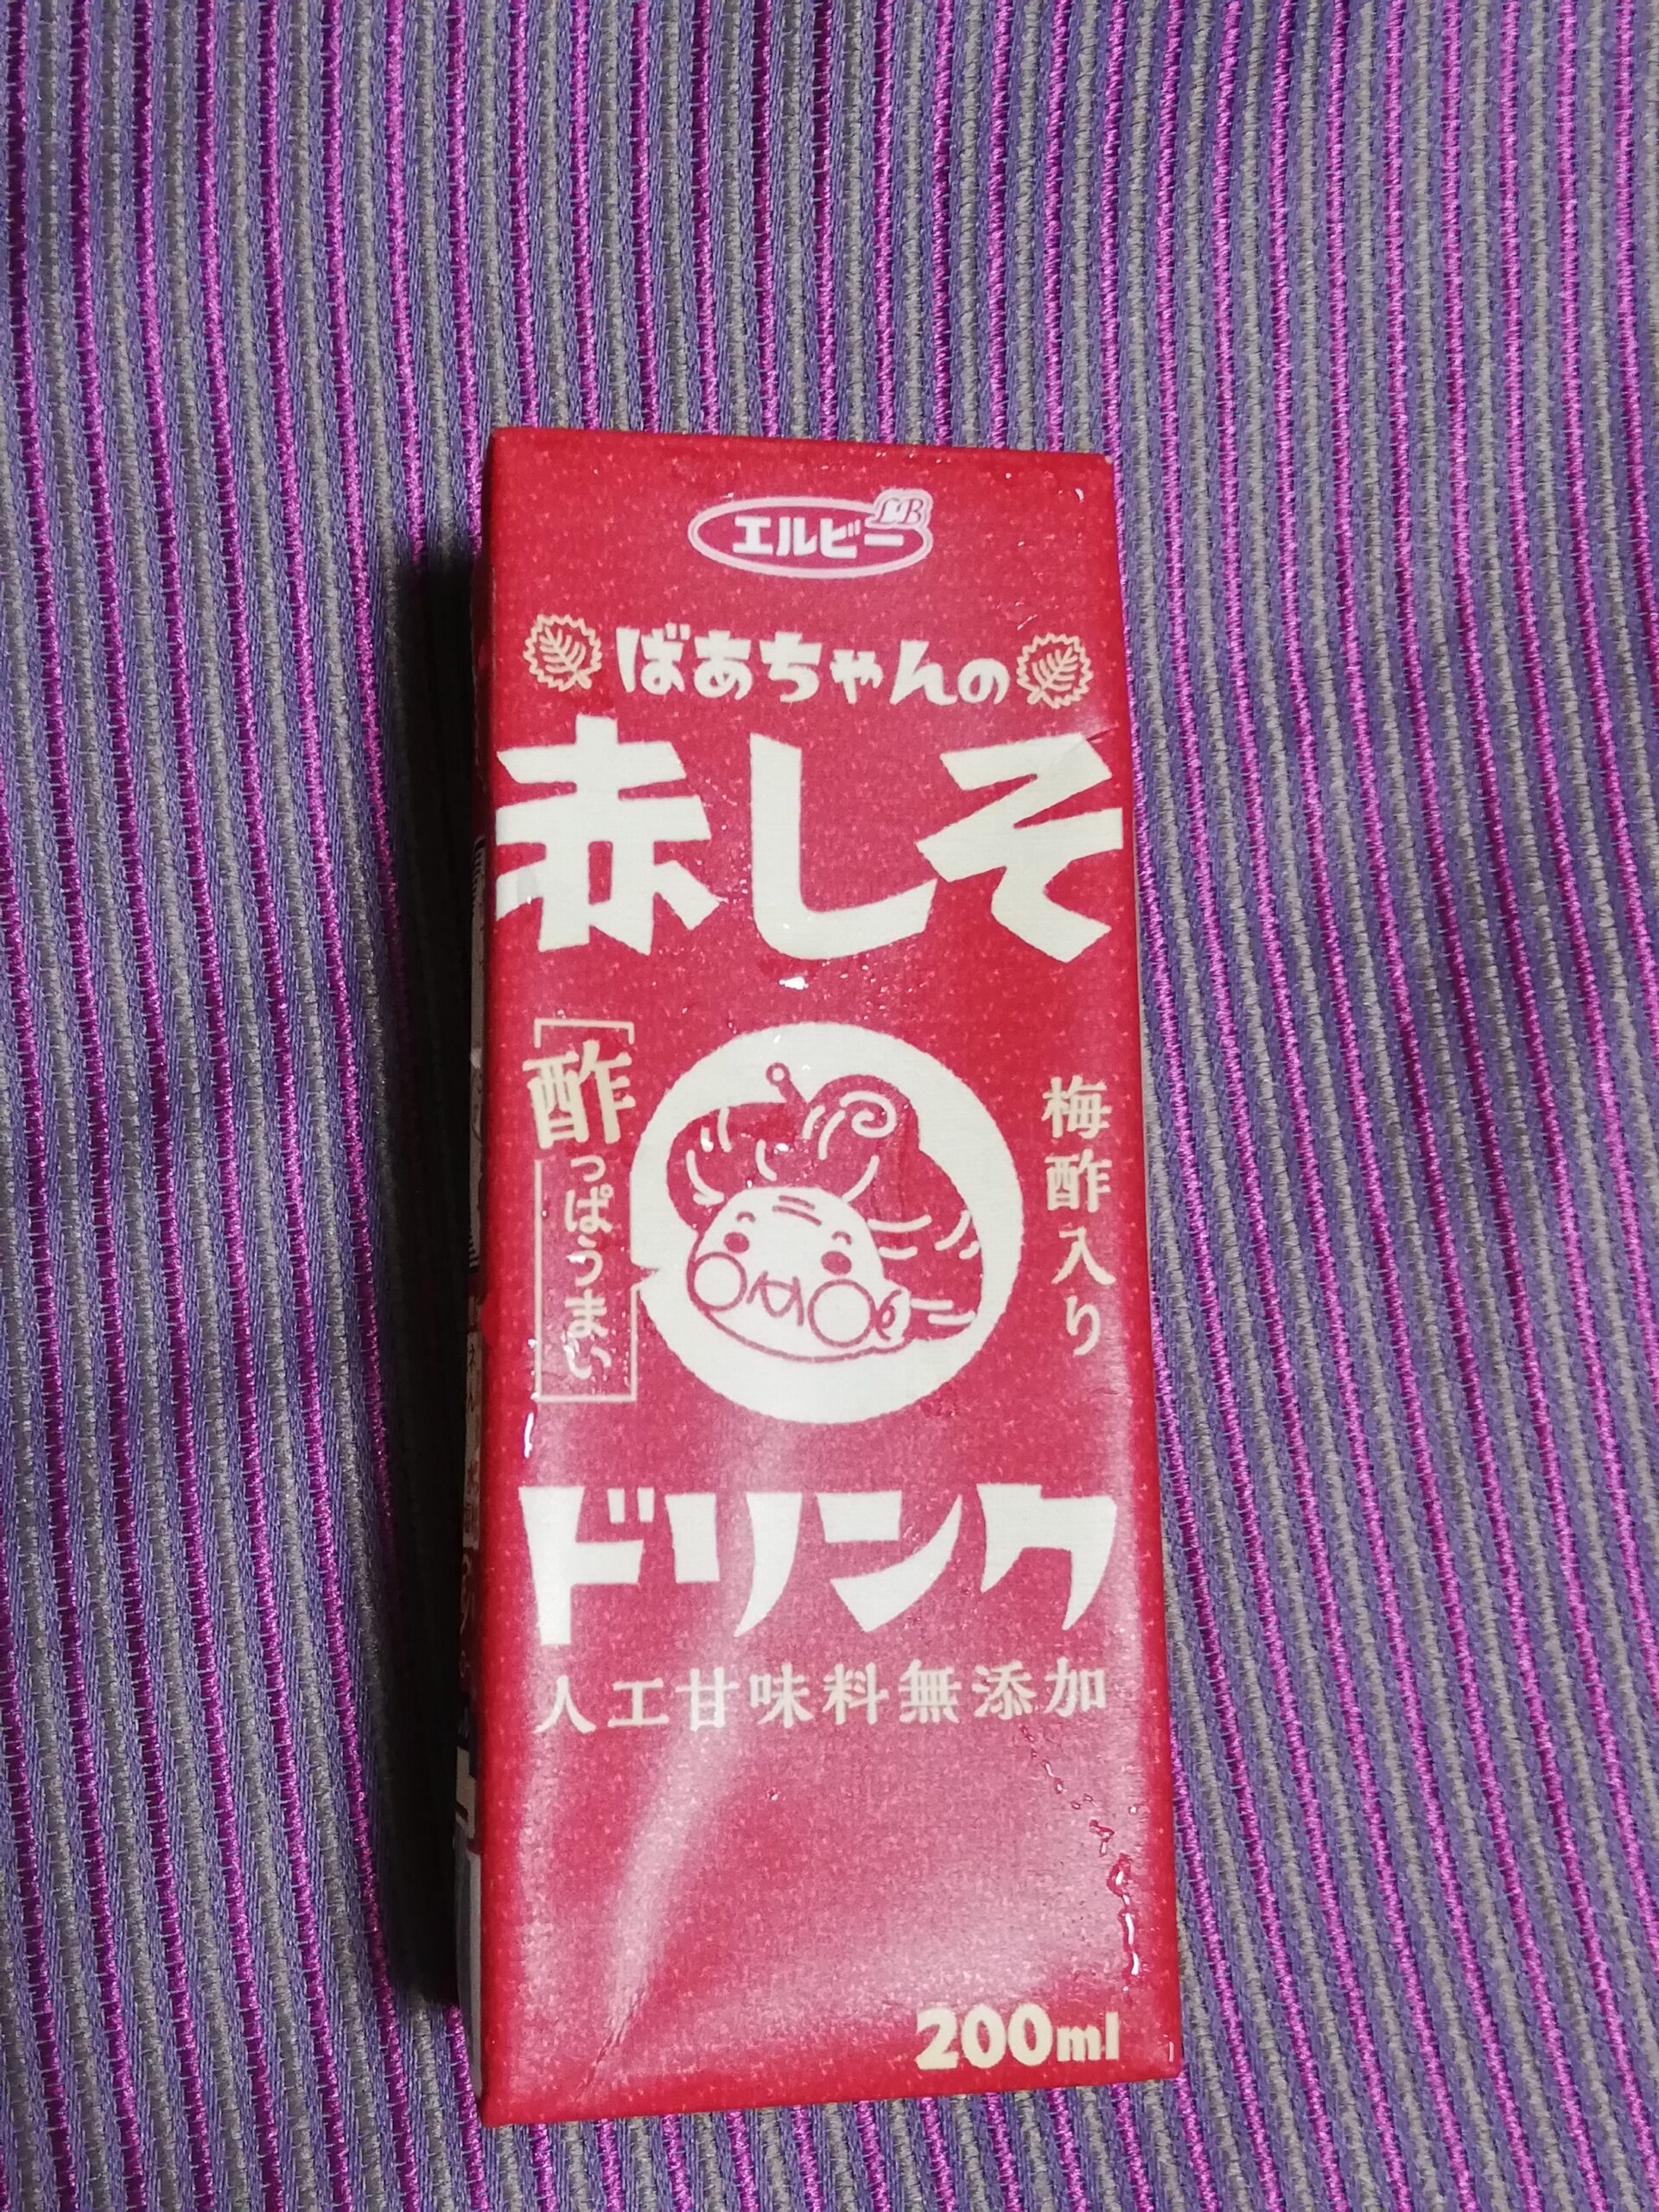 エルビー LB
ばあちゃんの
赤しそ
梅酢入り
酢っぱうまい
ドリンク
人工甘味料無添加
200ml